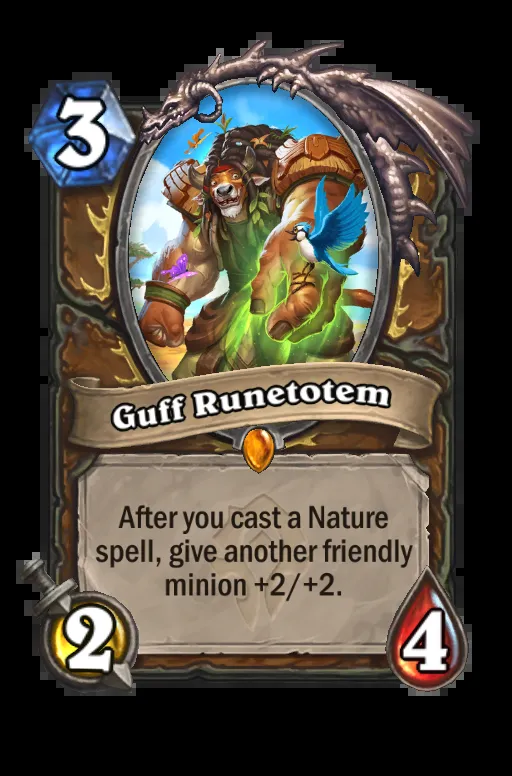 3
Guff Runetotem
After you cast a Nature
spell, give another friendly
minion +2/+2.
2
4